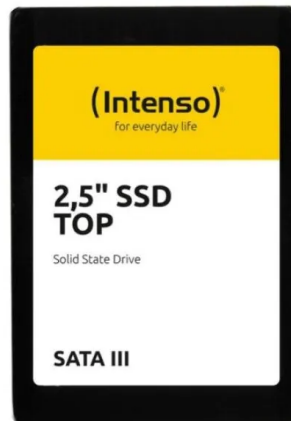 (Intenso)®
for everyday life
2,5" SSD
TOP
Solid State Drive
SATA III